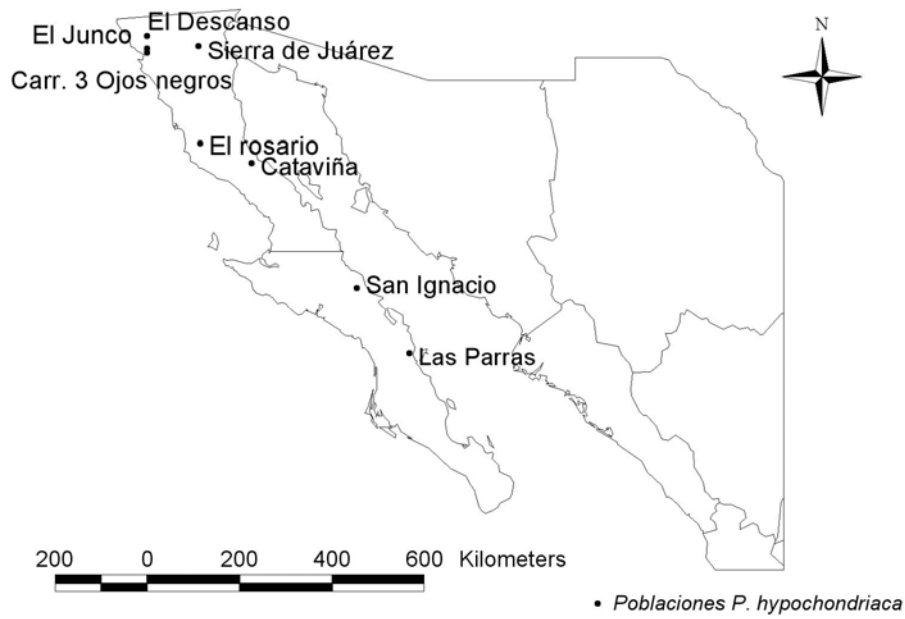 El Descanso
N
El Junco
Sierra de Juárez
Carr. 3 Ojos negros
El rosario
Cataviña
San Ignacio
Las Parras
200 0 200 400 600 Kilometers
• Poblaciones P. hypochondriaca